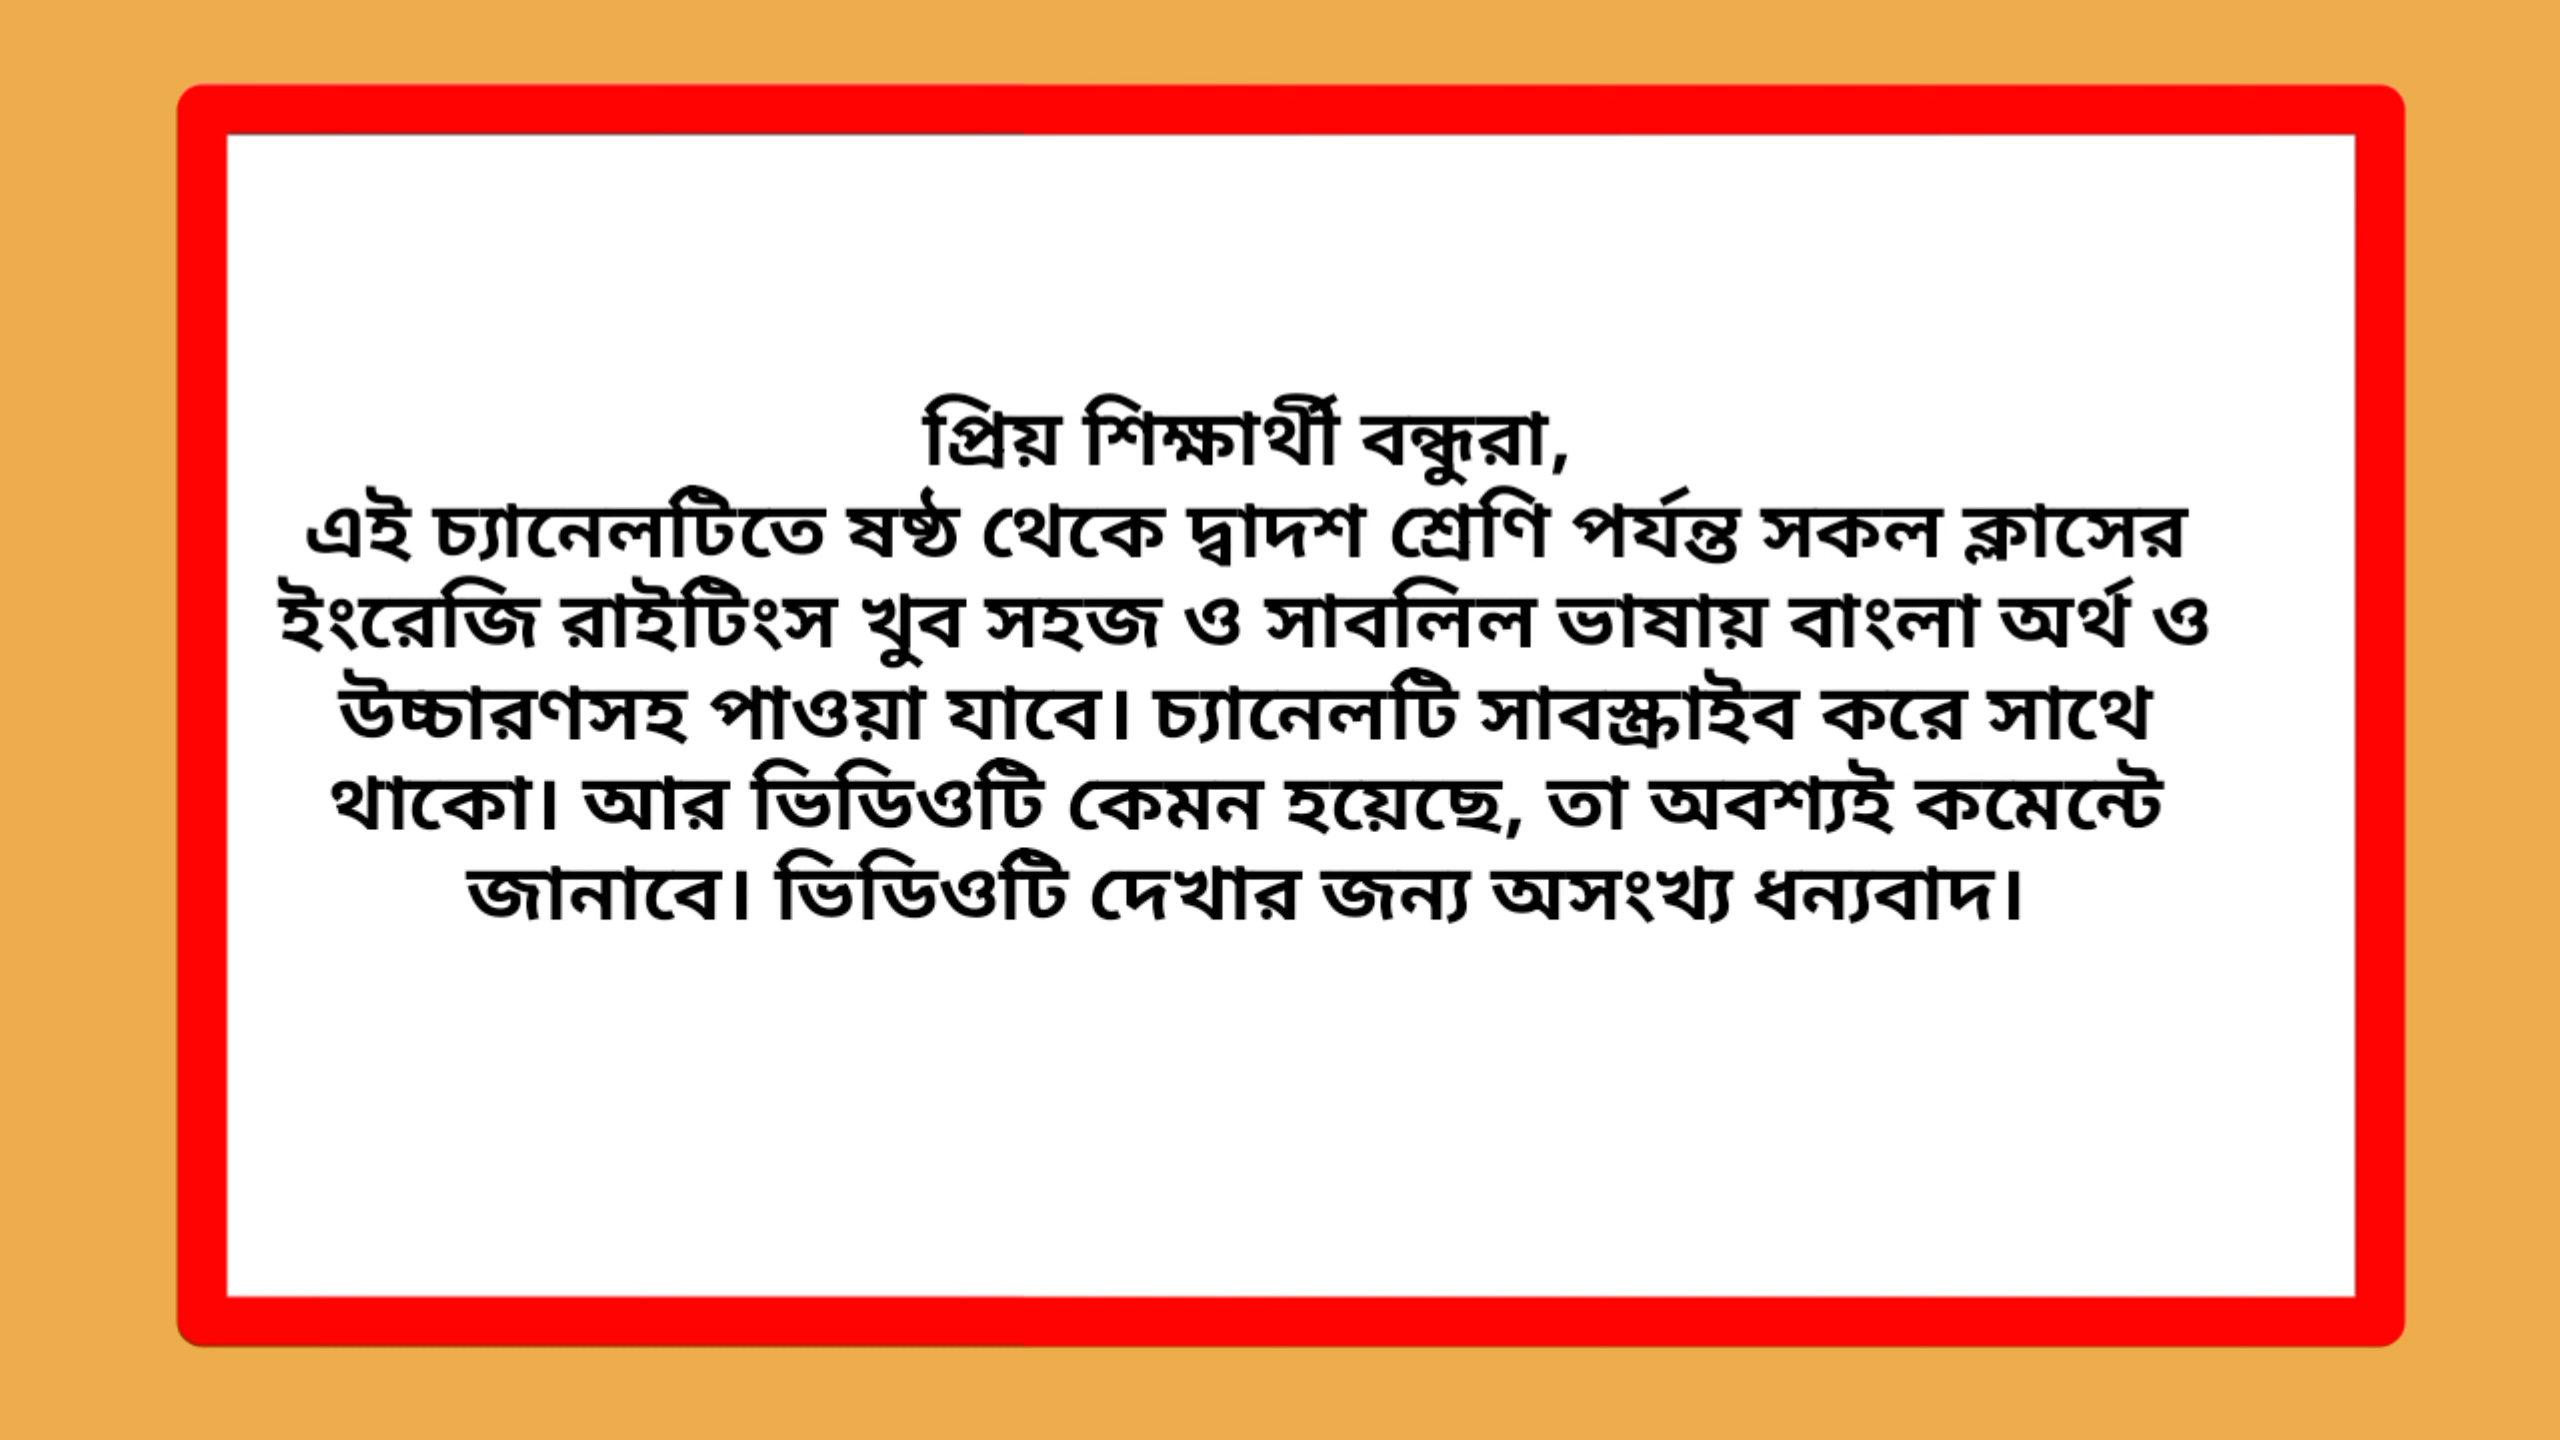 প্রিয় শিক্ষার্থী বন্ধুরা,
এই চ্যানেলটিতে ষষ্ঠ থেকে দ্বাদশ শ্রেণি পর্যন্ত সকল ক্লাসের
ইংরেজি রাইটিংস খুব সহজ ও সাবলিল ভাষায় বাংলা অর্থ ও
উচ্চারণসহ পাওয়া যাবে। চ্যানেলটি সাবস্ক্রাইব করে সাথে
থাকো। আর ভিডিওটি কেমন হয়েছে, তা অবশ্যই কমেন্টে
জানাবে। ভিডিওটি দেখার জন্য অসংখ্য ধন্যবাদ।